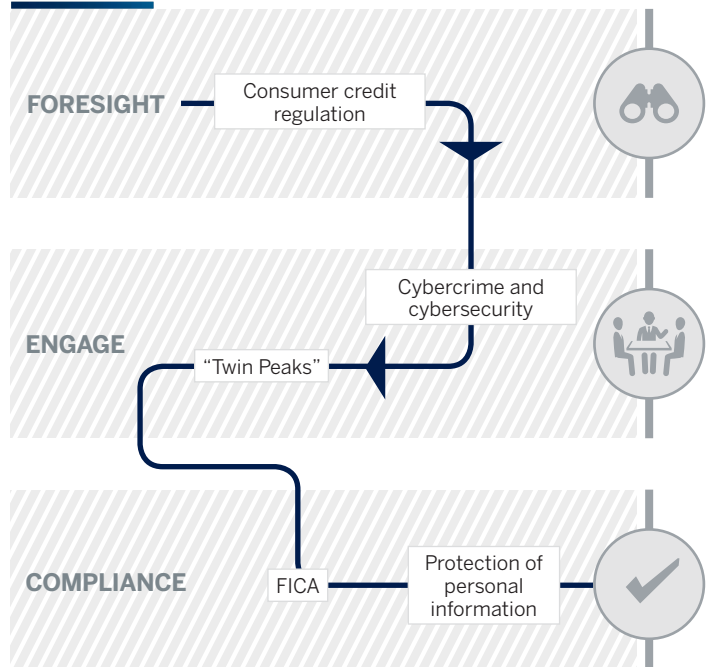 FORESIGHT
Consumer credit
regulation
Cybercrime and
cybersecurity
ENGAGE
“Twin Peaks”
COMPLIANCE
FICA
Protection of
personal
information